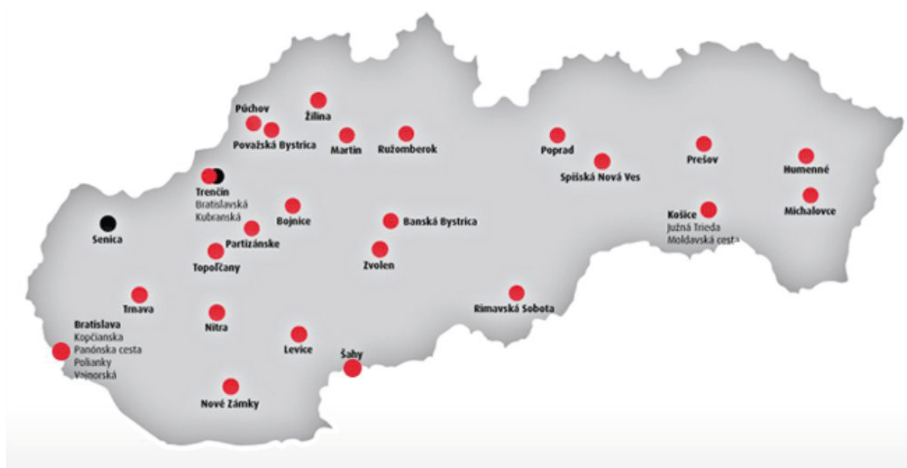 Púchov
Žilina
Považská Bystrica
Martin
Ružomberok
Poprad
Spišská Nová Ves
Prešov
Humenné
Michalovce
Trenčín
Bratislavská
Kubranská
Bojnice
Banská Bystrica
Košice
Južná Trieda
Moldavská cesta
Senica
Partizánske
Topoľčany
Zvolen
Trnava
Rimavská Sobota
Nitra
Bratislava
Kopčianska
Panónska cesta
Polianky
Vajnorská
Levice
Šahy
Nové Zámky